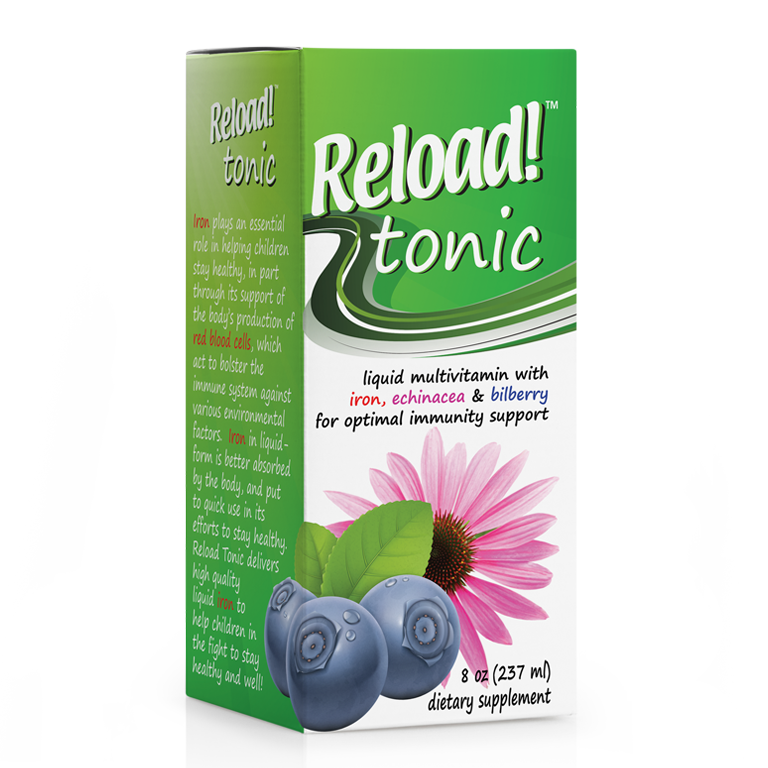 Reload!™
tonic
Iron plays an essential
role in helping children
stay healthy, in part
through its support of
the body's production of
red blood cells, which
act to bolster the
immune system against
various environmental
factors. Iron in liquid-
form is better absorbed
by the body, and put
to quick use in its
efforts to stay healthy.
Reload Tonic delivers
high quality
liquid iron to
help children in
the fight to stay
healthy and well!
Reload!™
tonic
liquid multivitamin with
iron, echinacea & bilberry
for optimal immunity support
8 oz (237 ml)
dietary supplement